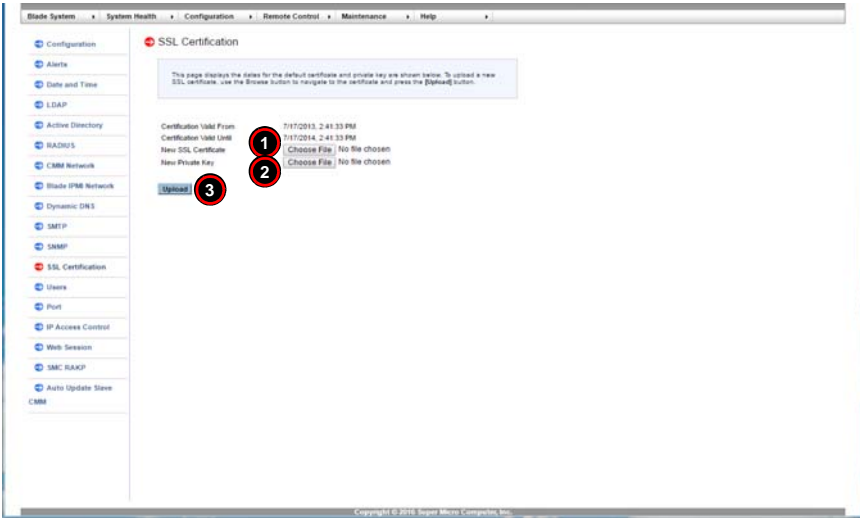 Blade System System Health Configuration Remote Control Maintenance Help
Configuration
Alerts
Date and Time
LDAP
Active Directory
RADIUS
CMM Network
Blade IPMI Network
Dynamic DNS
SMTP
SNMP
SSL Certification
Users
Port
IP Access Control
Web Session
SMC RAKP
Auto Update Slave
CMM
SSL Certification
This page displays the dates for the default certificate and private key are shown below. To upload a new
SSL certificate, use the Browse button to navigate to the certificate and press the [Upload] button.
Certification Valid From 7/17/2013, 2:41:33 PM
Certification Valid Until 7/17/2014, 2:41:33 PM
New SSL Certificate 1 Choose File No file chosen
New Private Key 2 Choose File No file chosen
Upload 3
Copyright © 2016 Super Micro Computer, Inc.